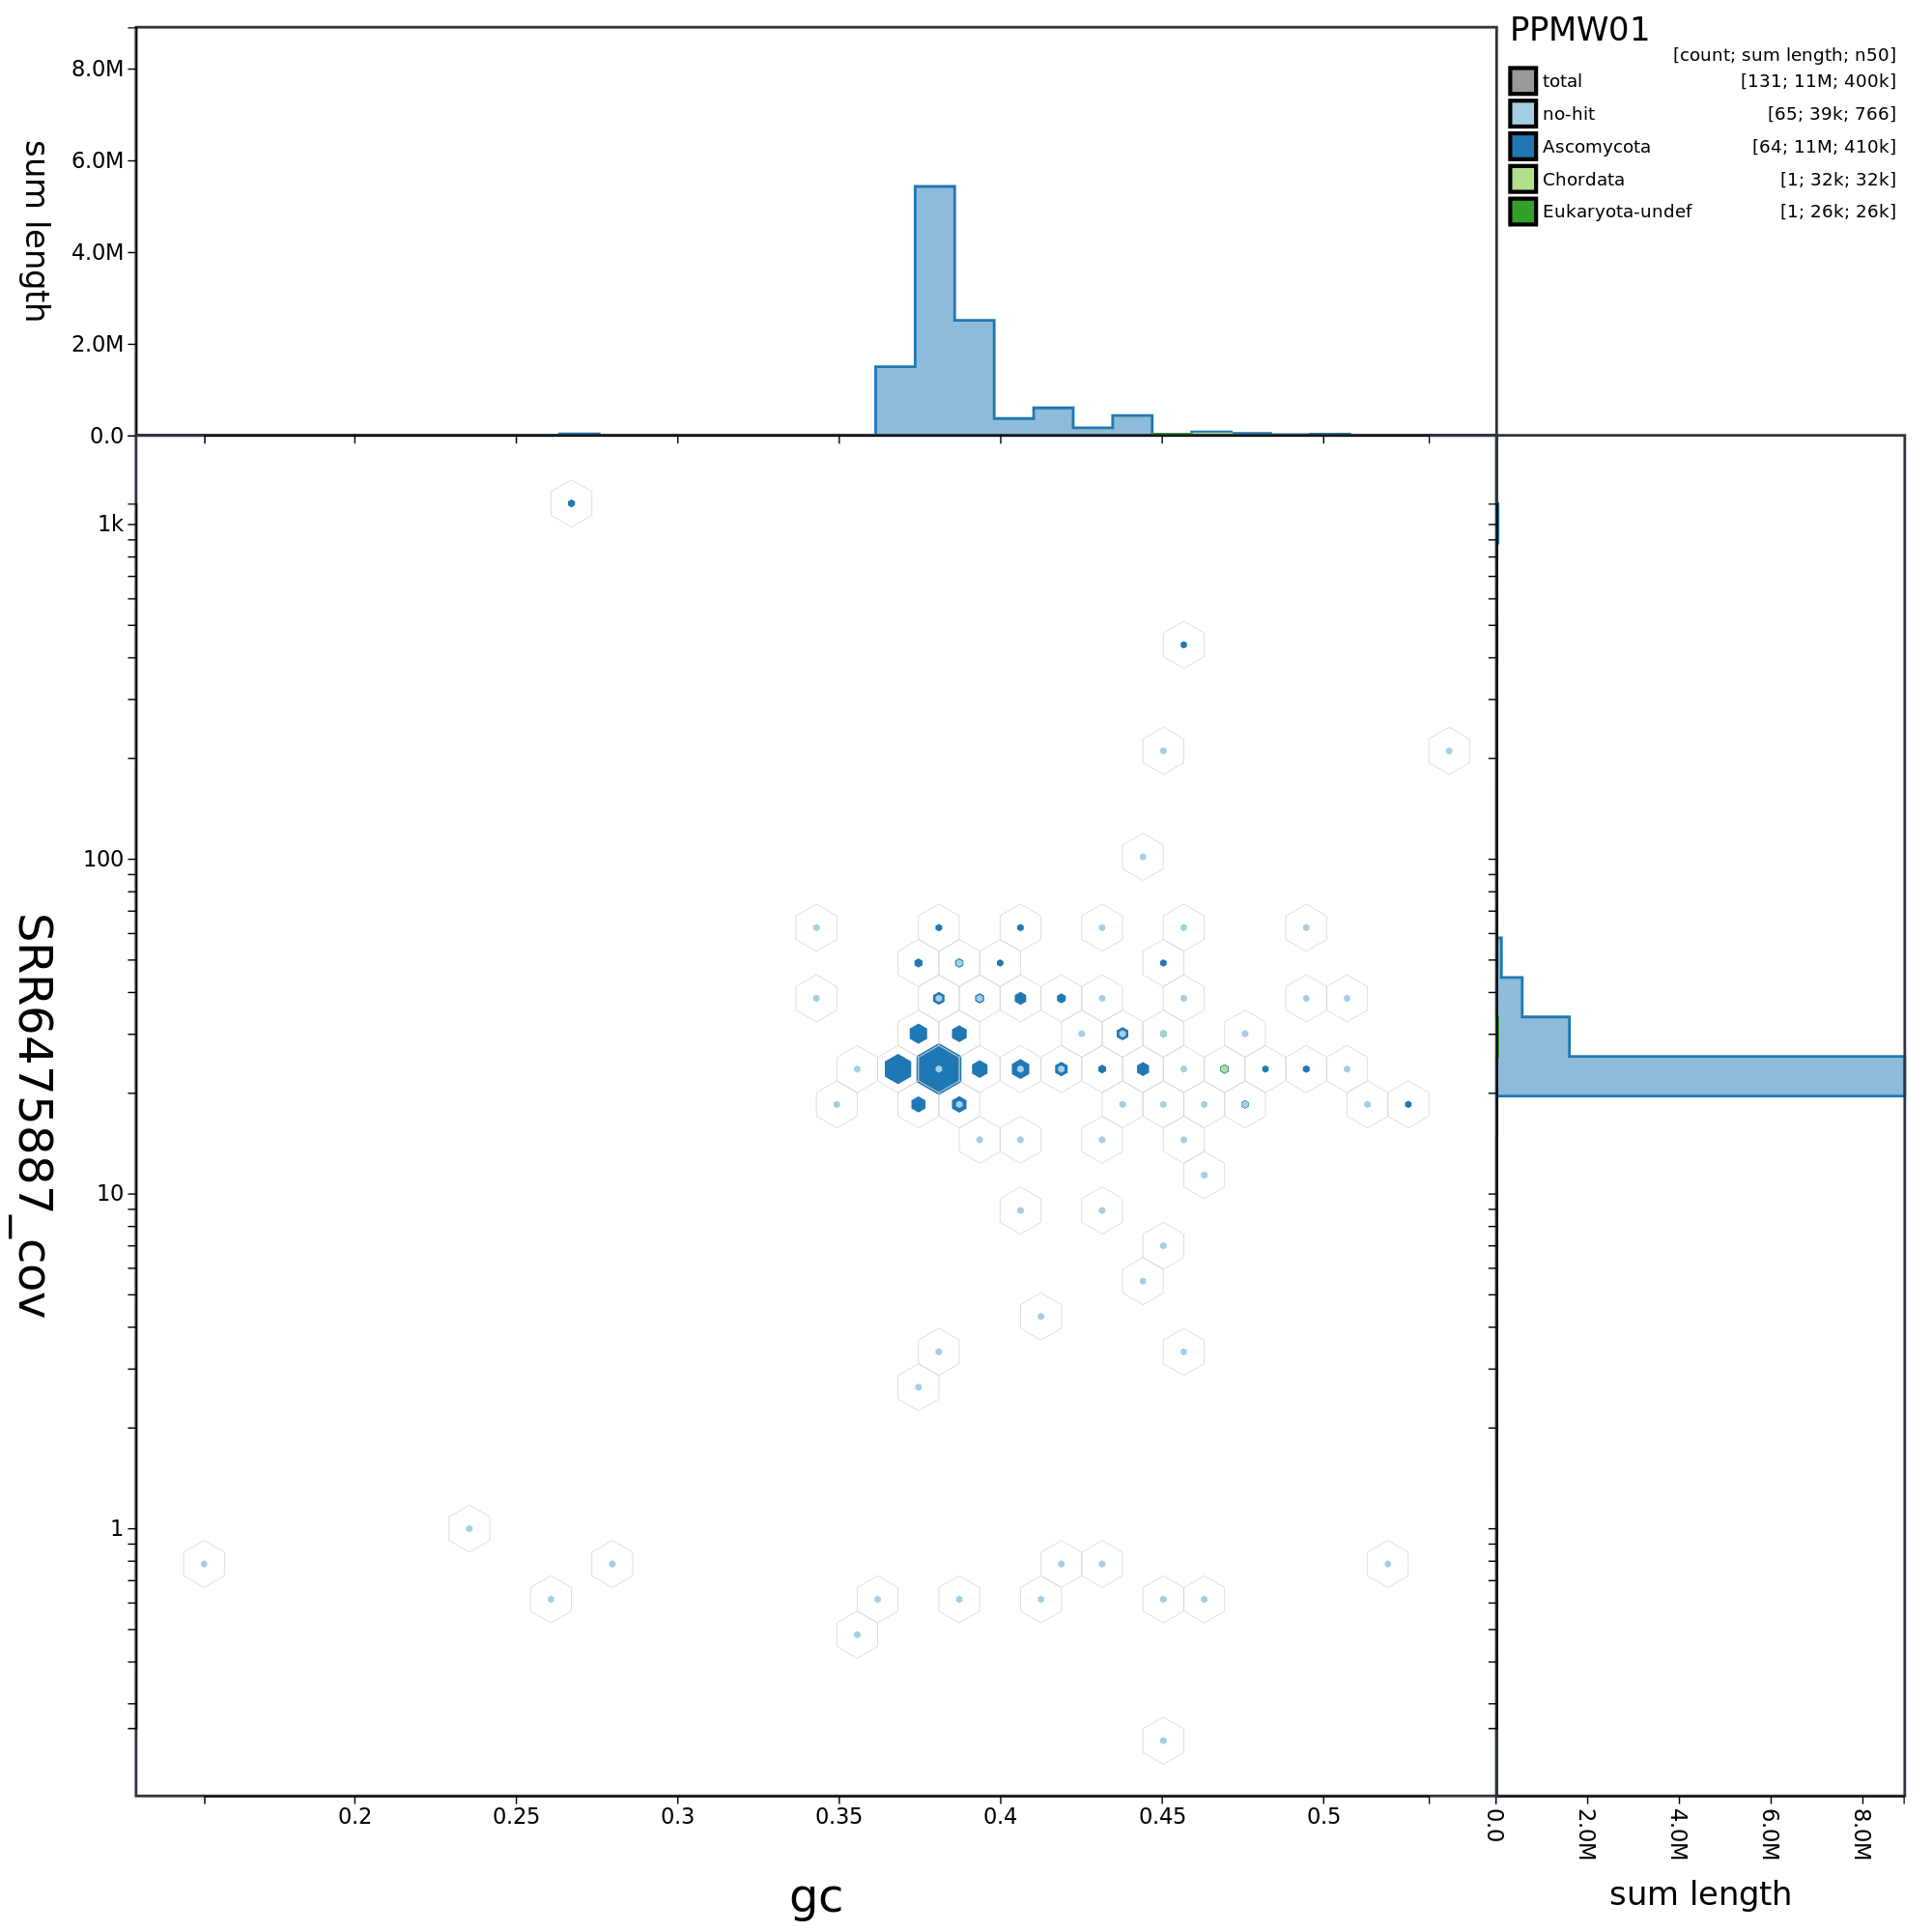 PPMW01
[count; sum length; n50]
total [131; 11M; 400k]
no-hit [65; 39k; 766]
Ascomycota [64; 11M; 410k]
Chordata [1; 32k; 32k]
Eukaryota-undef [1; 26k; 26k]
sum length
8.0M
6.0M
4.0M
2.0M
0.0
SRR6475887_cov
1k
100
10
1
0.2 0.25 0.3 0.35 0.4 0.45 0.5
gc
0.0 2.0M 4.0M 6.0M 8.0M
sum length